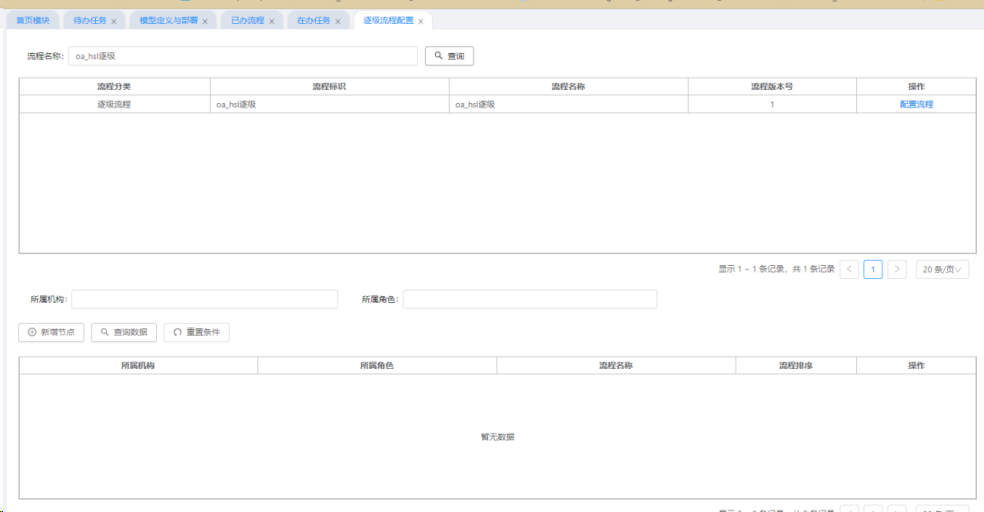 首页模块 待办任务 x 模型定义与部署 x 已办流程 x 在办任务 x 逐级流程配置 x
流程名称: oa_hsl逐级 查询
流程分类 流程标识 流程名称 流程版本号 操作
逐级流程 oa_hsl逐级 oa_hsl逐级 1 配置流程
显示 1 - 1 条记录, 共 1 条记录 < 1 > 20 条/页
所属机构: 所属角色:
新增节点 查询数据 重置条件
所属机构 所属角色 流程名称 流程排序 操作
暂无数据